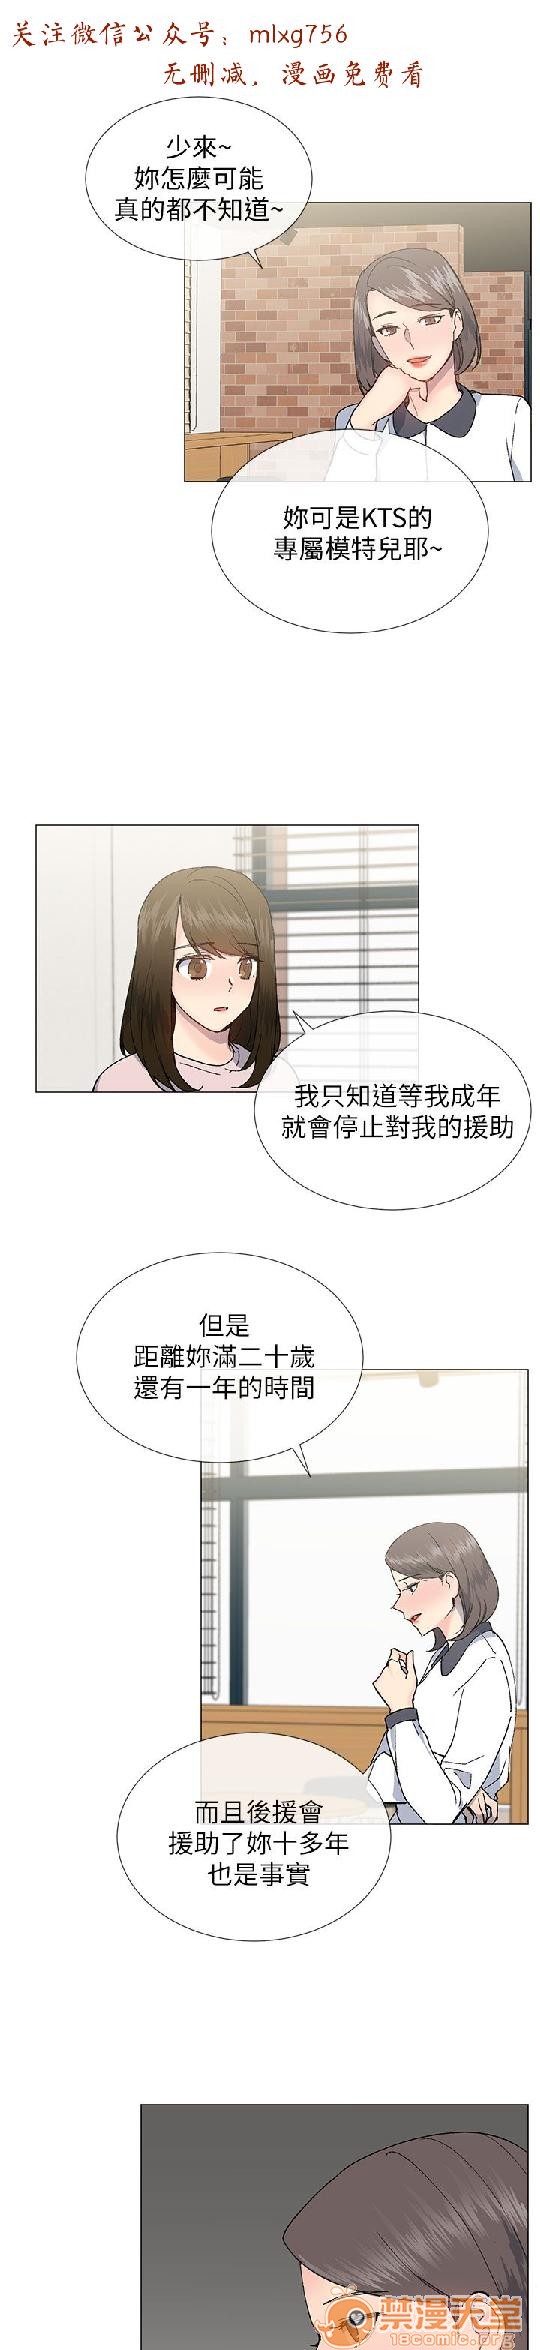 关注微信公众号：mlxg756
无删减，漫画免费看
少來~
妳怎麼可能
真的都不知道~
妳可是KTS的
專屬模特兒耶~
我只知道等我成年
就會停止對我的援助
但是
距離妳滿二十歲
還有一年的時間
而且後援會
援助了妳十多年
也是事實
禁漫天堂
18comic.org